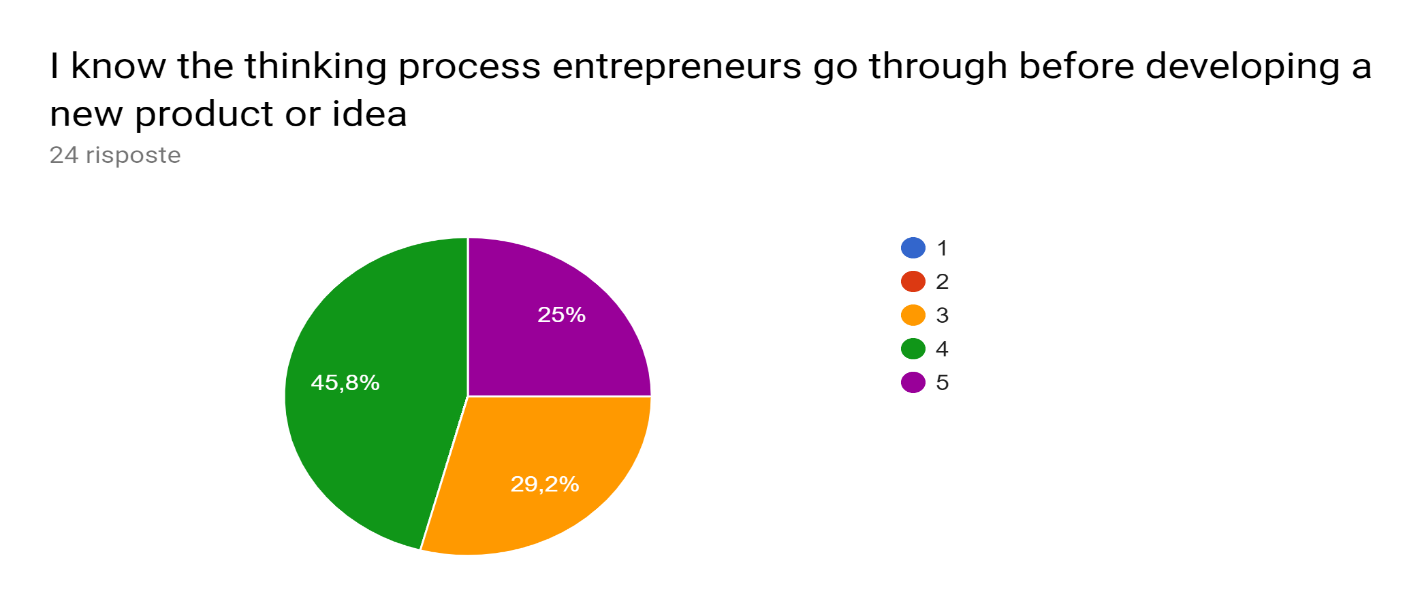 I know the thinking process entrepreneurs go through before developing a
new product or idea
24 risposte
25%
45,8%
29,2%
1
2
3
4
5